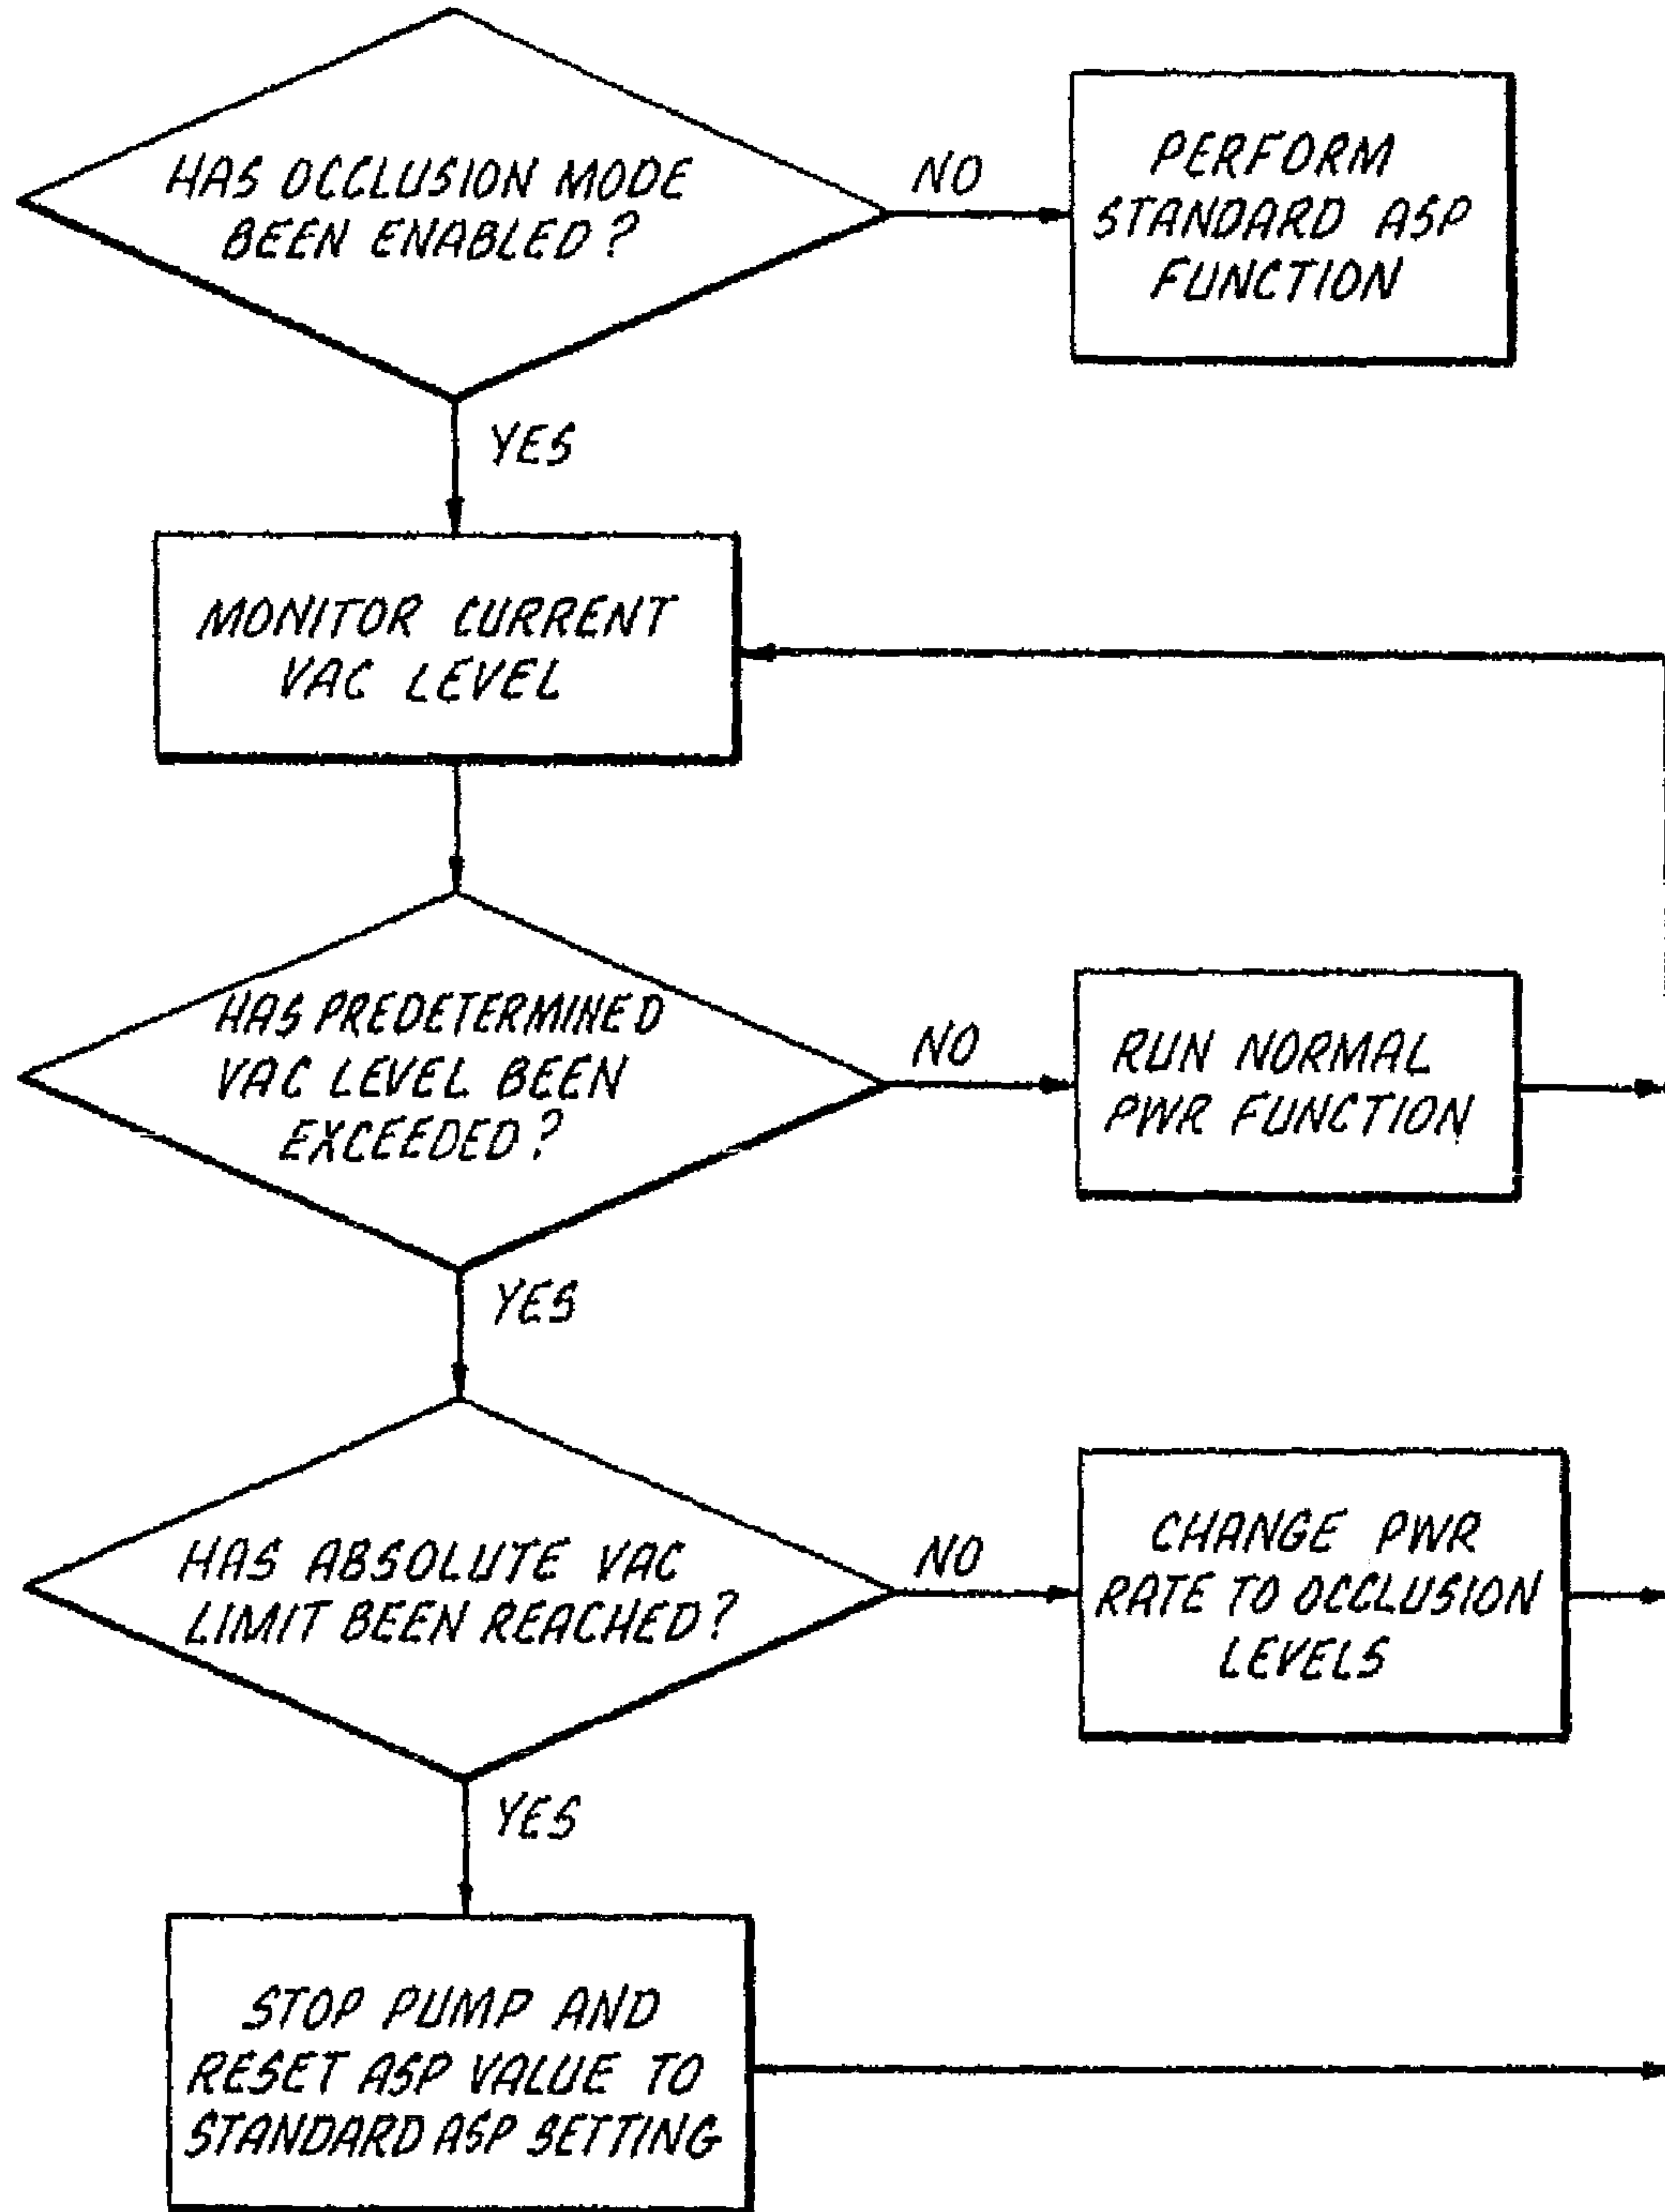 HAS OCCLUSION MODE
BEEN ENABLED?
NO
PERFORM
STANDARD ASP
FUNCTION
YES
MONITOR CURRENT
VAC LEVEL
HAS PREDETERMINED
VAC LEVEL BEEN
EXCEEDED?
NO
RUN NORMAL
PWR FUNCTION
YES
HAS ABSOLUTE VAC
LIMIT BEEN REACHED?
NO
CHANGE PWR
RATE TO OCCLUSION
LEVELS
YES
STOP PUMP AND
RESET ASP VALUE TO
STANDARD ASP SETTING